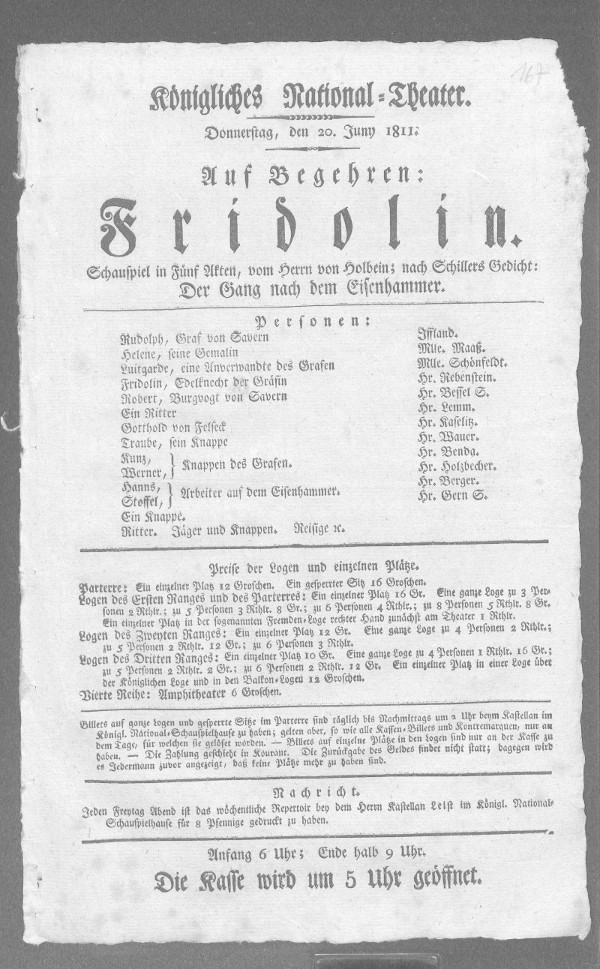 167
Königliches National-Theater.
Donnerstag, den 20. Juny 1811:
Auf Begehren:
Fridolin.
Schauspiel in Fünf Akten, vom Herrn von Holbein; nach Schillers Gedicht:
Der Gang nach dem Eisenhammer.
Personen:
Rudolph, Graf von Savern Iffland.
Helene, seine Gemalin Mlle. Maaß.
Luitgarde, eine Anverwandte des Grafen Mlle. Schönfeldt.
Fridolin, Edelknecht der Gräfin Hr. Rebenstein.
Robert, Burgvogt von Savern Hr. Bessel S.
Ein Ritter Hr. Lemm.
Gotthold von Felseck Hr. Kaselitz.
Traube, sein Knappe Hr. Wauer.
Kunz, Hr. Benda.
Werner, } Knappen des Grafen. Hr. Holzbecher.
Hanns, Hr. Berger.
Stoffel, } Arbeiter auf dem Eisenhammer. Hr. Gern S.
Ein Knappe.
Ritter. Jäger und Knappen. Reisige ꝛc.
Preise der Logen und einzelnen Plätze.
Parterre: Ein einzelner Platz 12 Groschen. Ein gesperrter Sitz 16 Groschen.
Logen des Ersten Ranges und des Parterres: Ein einzelner Platz 16 Gr. Eine ganze Loge zu 3 Per-
sonen 2 Rthlr.; zu 5 Personen 3 Rthlr. 8 Gr.; zu 6 Personen 4 Rthlr.; zu 8 Personen 5 Rthlr. 8 Gr.
Ein einzelner Platz in der sogenannten Fremden-Loge rechter Hand zunächst am Theater 1 Rthlr.
Logen des Zweyten Ranges: Ein einzelner Platz 12 Gr. Eine ganze Loge zu 4 Personen 2 Rthlr.;
zu 5 Personen 2 Rthlr. 12 Gr.; zu 6 Personen 3 Rthlr.
Logen des Dritten Ranges: Ein einzelner Platz 10 Gr. Eine ganze Loge zu 4 Personen 1 Rthlr. 16 Gr.;
zu 5 Personen 2 Rthlr. 2 Gr.; zu 6 Personen 2 Rthlr. 12 Gr. Ein einzelner Platz in einer Loge über
der Königlichen Loge und in den Balkon-Logen 12 Groschen.
Vierte Reihe: Amphitheater 6 Groschen.
Billets auf ganze Logen und gesperrte Sitze im Parterre sind täglich bis Nachmittags um 2 Uhr beym Kastellan im
Königl. National-Schauspielhause zu haben; gelten aber, so wie alle Kassen-Billets und Kontremarquen, nur an
dem Tage, für welchen sie gelöset worden. — Billets auf einzelne Plätze in den Logen sind nur an der Kasse zu
haben. — Die Zahlung geschieht in Kourant. Die Zurückgabe des Geldes findet nicht statt; dagegen wird
es Jedermann zuvor angezeigt, daß keine Plätze mehr zu haben sind.
Nachricht.
Jeden Freytag Abend ist das wöchentliche Repertoir bey dem Herrn Kastellan Leist im Königl. National-
Schauspielhause für 8 Pfennige gedruckt zu haben.
Anfang 6 Uhr; Ende halb 9 Uhr.
Die Kasse wird um 5 Uhr geöffnet.